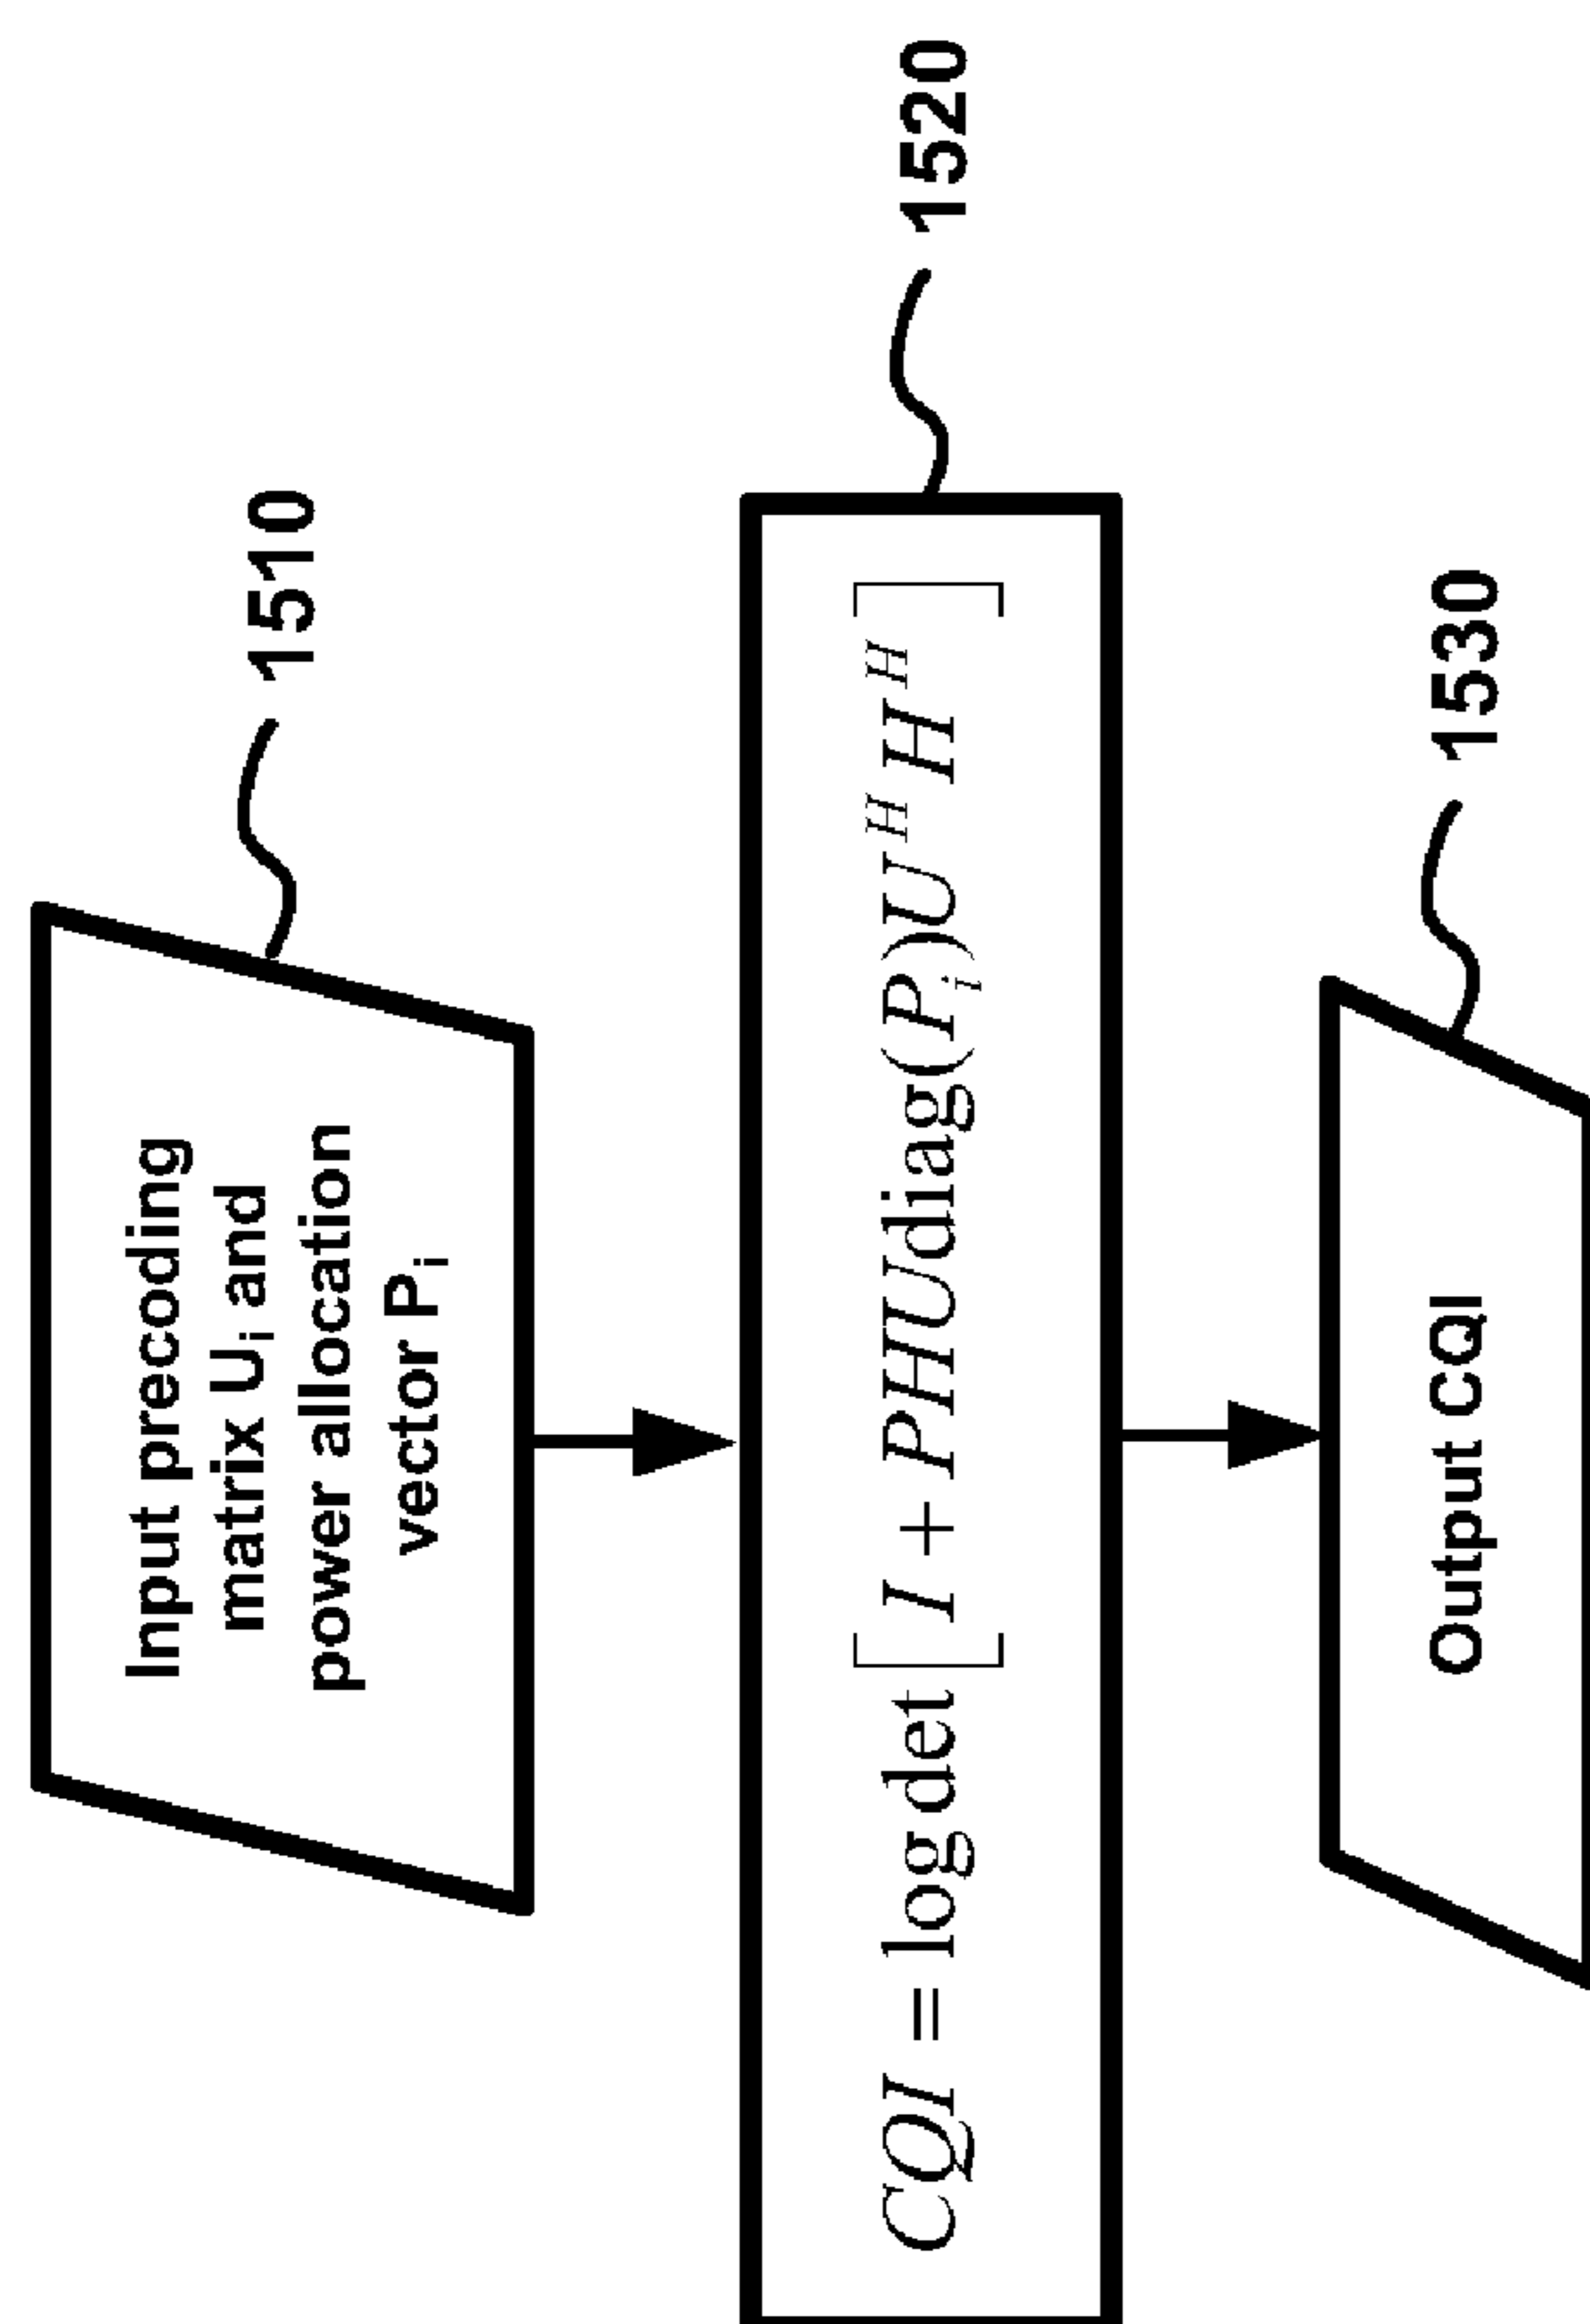 Input precoding
matrix Uᵢ and
power allocation
vector Pᵢ
1510
CQI = log det[I + PHUdiag(Pᵢ)UᴴHᴴ]
1520
Output CQI
1530